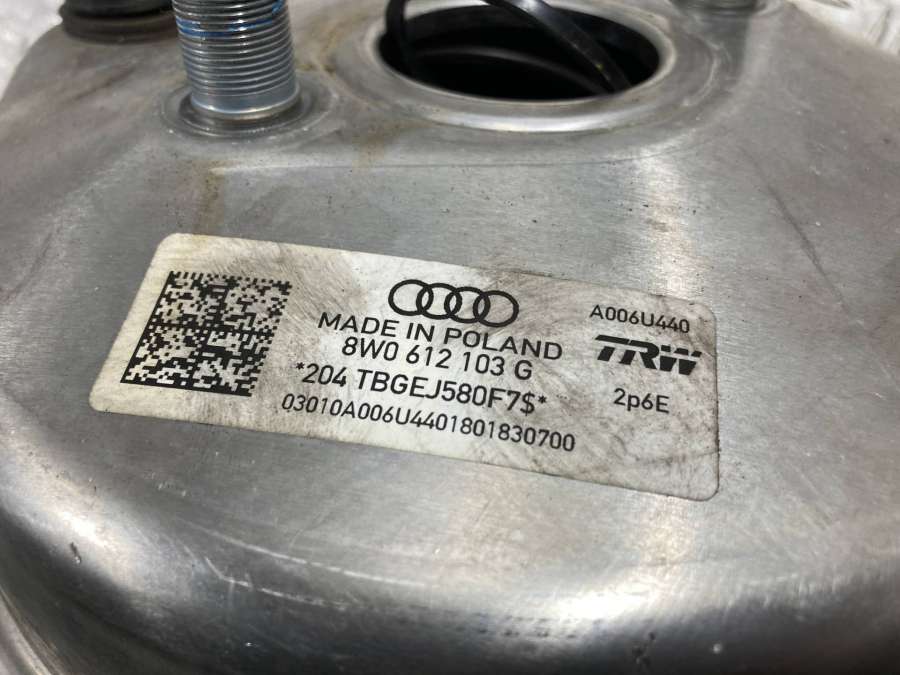 MADE IN POLAND
8W0 612 103 G
*204 TBGEJ580F7$*
03010A006U4401801830700
A006U440
TRW
2p6E